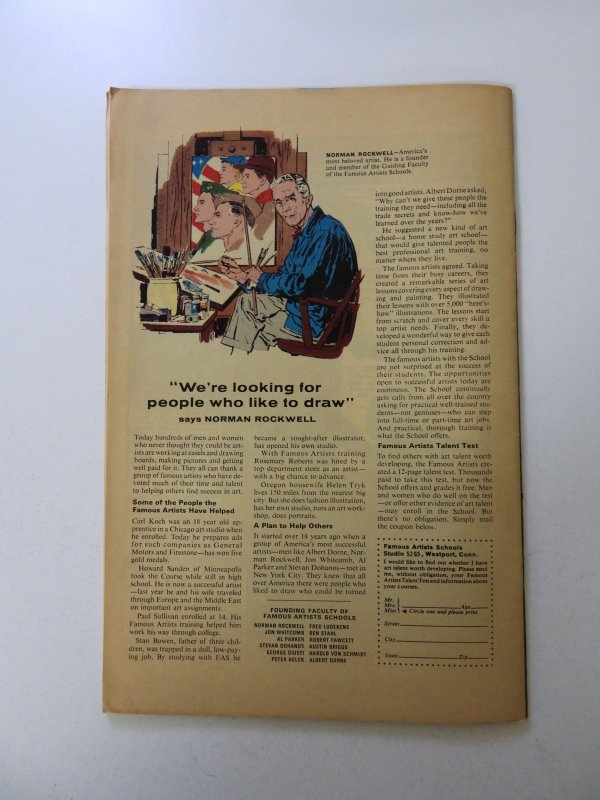 NORMAN ROCKWELL—America's
most beloved artist. He is a founder
and member of the Guiding Faculty
of the Famous Artists Schools.
"We're looking for
people who like to draw"
says NORMAN ROCKWELL
Today hundreds of men and women
who never thought they could be art-
ists are working at easels and drawing
boards, making pictures and getting
well paid for it. They all can thank a
group of famous artists who have de-
voted much of their time and talent
to helping others find success in art.
Some of the People the
Famous Artists Have Helped
Carl Koch was an 18 year old ap-
prentice in a Chicago art studio when
he enrolled. Today he prepares ads
for such companies as General
Motors and Firestone—has won five
gold medals.
Howard Sanden of Minneapolis
took the Course while still in high
school. He is now a successful artist
—last year he and his wife traveled
through Europe and the Middle East
on important art assignments.
Paul Sullivan enrolled at 14. His
Famous Artists training helped him
work his way through college.
Stan Bowen, father of three chil-
dren, was trapped in a dull, low-pay-
ing job. By studying with FAS he
became a sought-after illustrator,
has opened his own studio.
With Famous Artists training
Rosemary Roberts was hired by a
top department store as an artist—
with a big chance to advance.
Oregon housewife Helen Tryk
lives 150 miles from the nearest big
city. But she does fashion illustration,
has her own studio, runs an art work-
shop, does portraits.
A Plan to Help Others
It started over 18 years ago when a
group of America's most successful
artists—men like Albert Dorne, Nor-
man Rockwell, Jon Whitcomb, Al
Parker and Stevan Dohanos—met in
New York City. They knew that all
over America there were people who
liked to draw who could be turned
into good artists. Albert Dorne asked,
"Why can't we give these people the
training they need—including all the
trade secrets and know-how we've
learned over the years?"
He suggested a new kind of art
school—a home study art school—
that would give talented people the
best professional art training, no
matter where they live.
The famous artists agreed. Taking
time from their busy careers, they
created a remarkable series of art
lessons covering every aspect of draw-
ing and painting. They illustrated
their lessons with over 5,000 "here's-
how" illustrations. The lessons start
from scratch and cover every skill a
top artist needs. Finally, they de-
veloped a wonderful way to give each
student personal correction and ad-
vice all through his training.
The famous artists with the School
are not surprised at the success of
their students. The opportunities
open to successful artists today are
enormous. The School continually
gets calls from all over the country
asking for practical well-trained stu-
dents—not geniuses—who can step
into full-time or part-time art jobs.
And practical, thorough training is
what the School offers.
Famous Artists Talent Test
To find others with art talent worth
developing, the Famous Artists cre-
ated a 12-page talent test. Thousands
paid to take this test, but now the
School offers and grades it free. Men
and women who do well on the test
—or offer other evidence of art talent
—may enroll in the School. But
there's no obligation. Simply mail
the coupon below.
FOUNDING FACULTY OF
FAMOUS ARTISTS SCHOOLS
NORMAN ROCKWELL FRED LUDEKENS
JON WHITCOMB BEN STAHL
AL PARKER ROBERT FAWCETT
STEVAN DOHANOS AUSTIN BRIGGS
GEORGE GIUSTI HAROLD VON SCHMIDT
PETER HELCK ALBERT DORNE
Famous Artists Schools
Studio 5265, Westport, Conn.
I would like to find out whether I have
art talent worth developing. Please send
me, without obligation, your Famous
Artists Talent Test and information about
your courses.
Mr.
Mrs. Age
Miss Circle one and please print
Street
City
State Zip